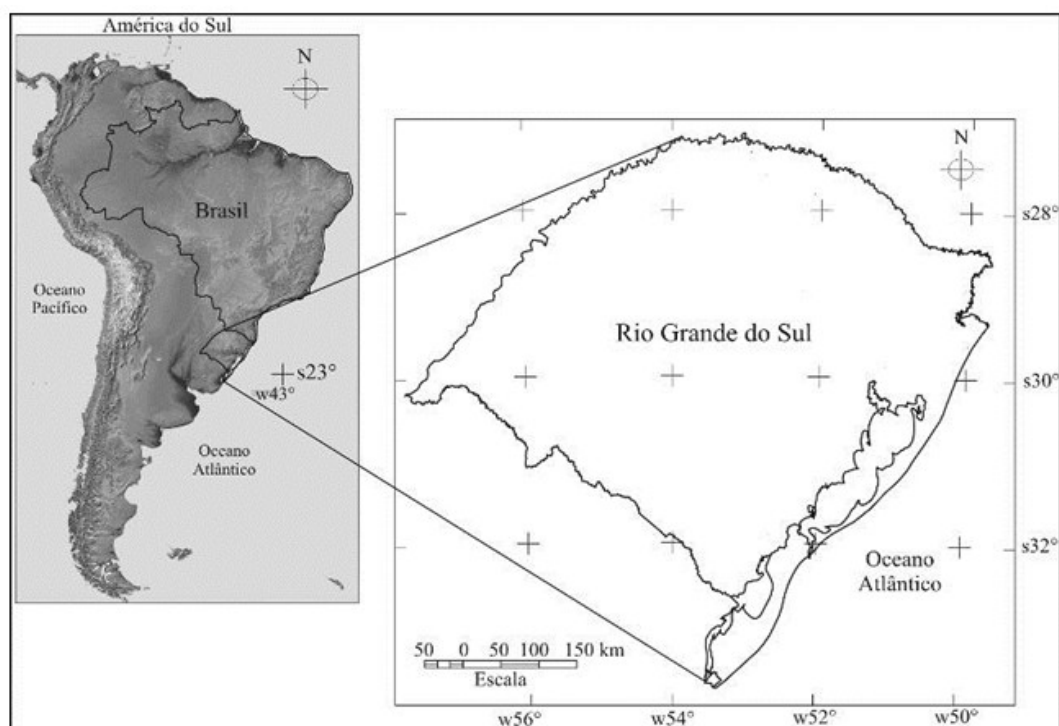 América do Sul
N
Brasil
Oceano
Pacífico
s23°
w43°
Oceano
Atlântico
N
s28°
Rio Grande do Sul
s30°
s32°
Oceano
Atlântico
50 0 50 100 150 km
Escala
w56° w54° w52° w50°